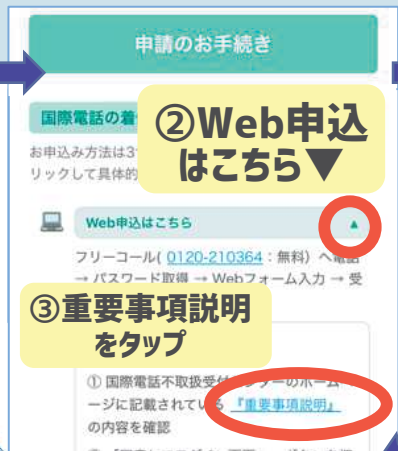 申請のお手続き
国際電話の着
②Web申込
はこちら▼
お申込み方法は3
リックして具体的
Web申込はこちら ▲
フリーコール( 0120-210364：無料) へ電話
→ パスワード取得 → Webフォーム入力 → 受
③重要事項説明
をタップ
① 国際電話不取扱受付センターのホーム
ージに記載されている『重要事項説明』
の内容を確認